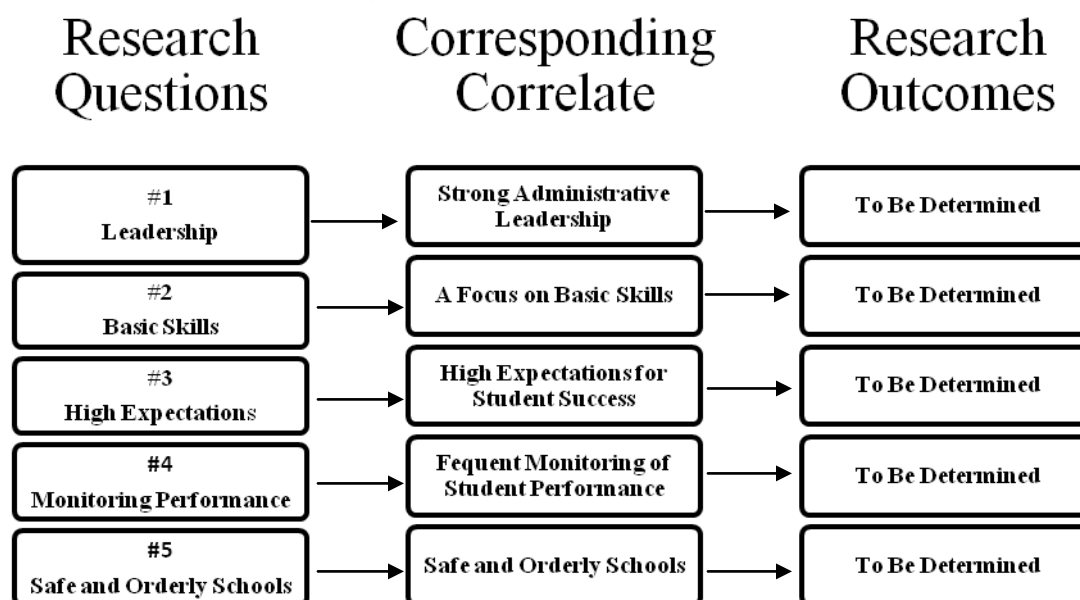 Research
Questions
Corresponding
Correlate
Research
Outcomes
#1
Leadership
Strong Administrative
Leadership
To Be Determined
#2
Basic Skills
A Focus on Basic Skills
To Be Determined
#3
High Expectations
High Expectations for
Student Success
To Be Determined
#4
Monitoring Performance
Fequent Monitoring of
Student Performance
To Be Determined
#5
Safe and Orderly Schools
Safe and Orderly Schools
To Be Determined